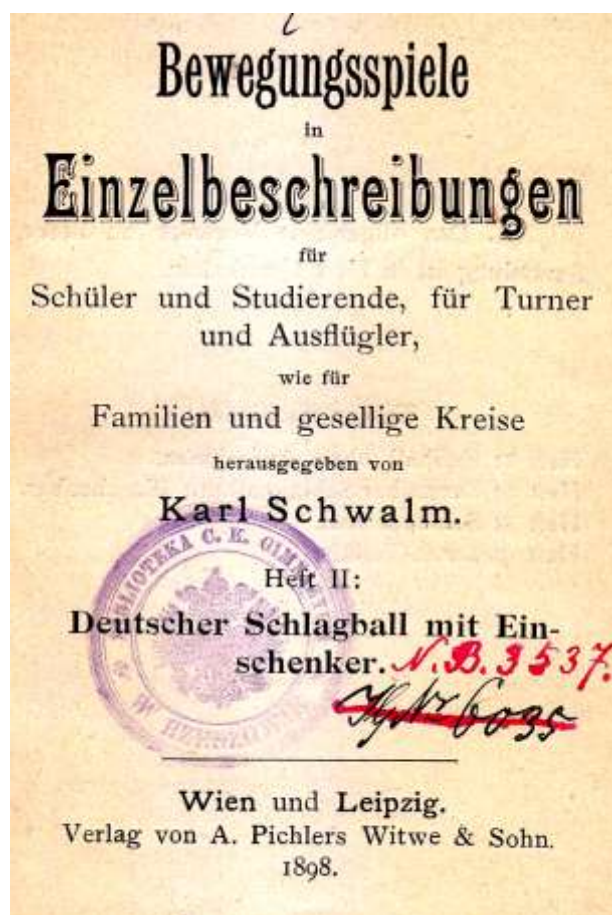 Bewegungsspiele
in
Einzelbeschreibungen
für
Schüler und Studierende, für Turner
und Ausflügler,
wie für
Familien und gesellige Kreise
herausgegeben von
Karl Schwalm.
BIBLIOTEKA C. K.
W
Heft II:
Deutscher Schlagball mit Ein-
schenker. N. B. 3537.
6035
Wien und Leipzig.
Verlag von A. Pichlers Witwe & Sohn.
1898.